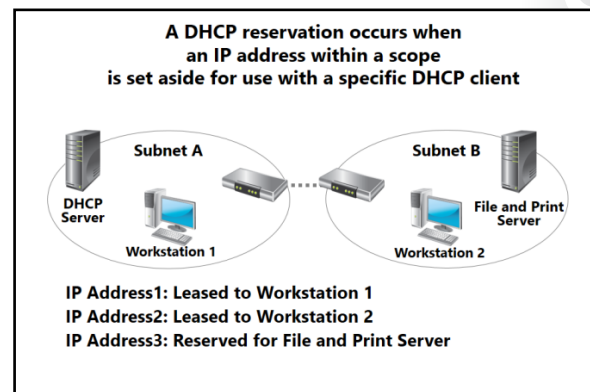 A DHCP reservation occurs when
an IP address within a scope
is set aside for use with a specific DHCP client
Subnet A
Subnet B
DHCP
Server
File and Print
Server
Workstation 1
Workstation 2
IP Address1: Leased to Workstation 1
IP Address2: Leased to Workstation 2
IP Address3: Reserved for File and Print Server